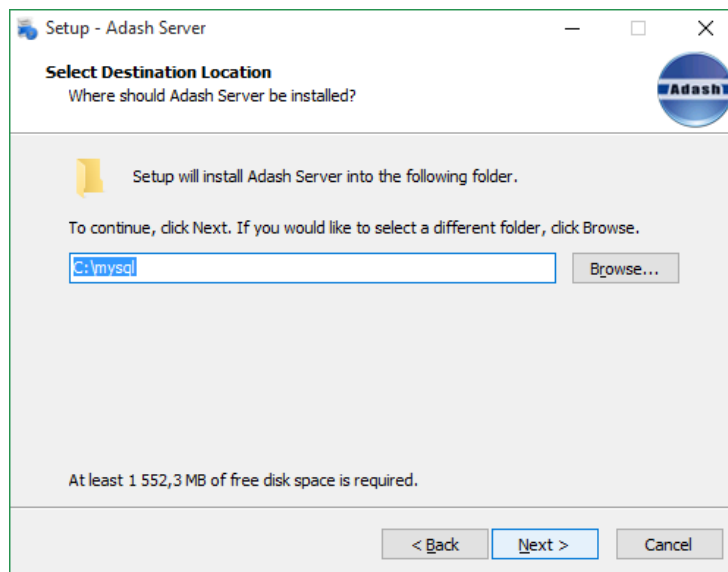 Setup - Adash Server
Select Destination Location
Where should Adash Server be installed?
Adash
Setup will install Adash Server into the following folder.
To continue, click Next. If you would like to select a different folder, click Browse.
C:\mysql
Browse...
At least 1 552,3 MB of free disk space is required.
< Back
Next >
Cancel